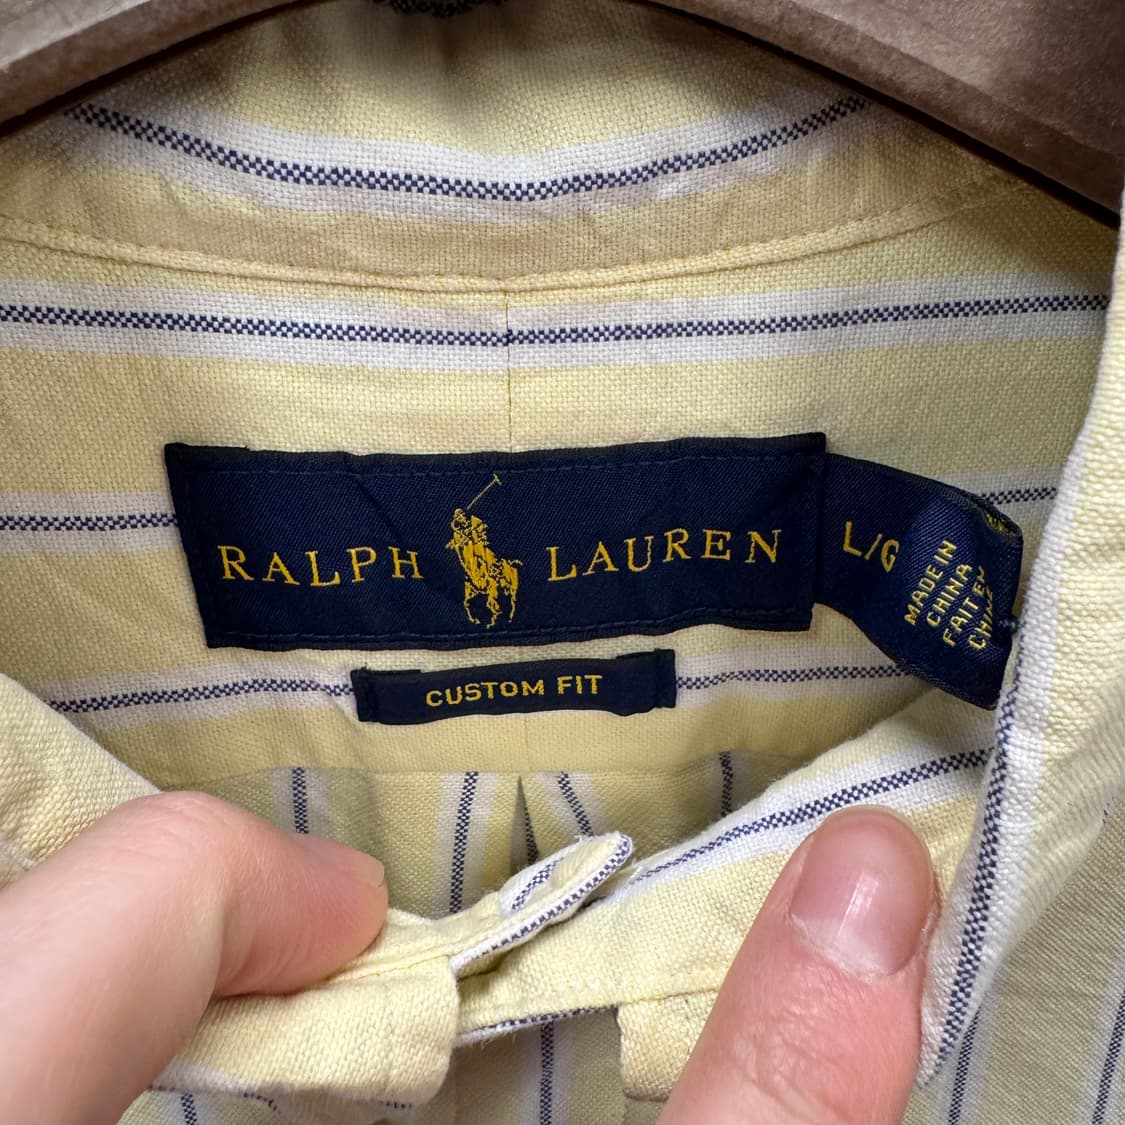 RALPH LAUREN
L/G
MADE IN
CHINA
FAIT EN
CHINE
CUSTOM FIT